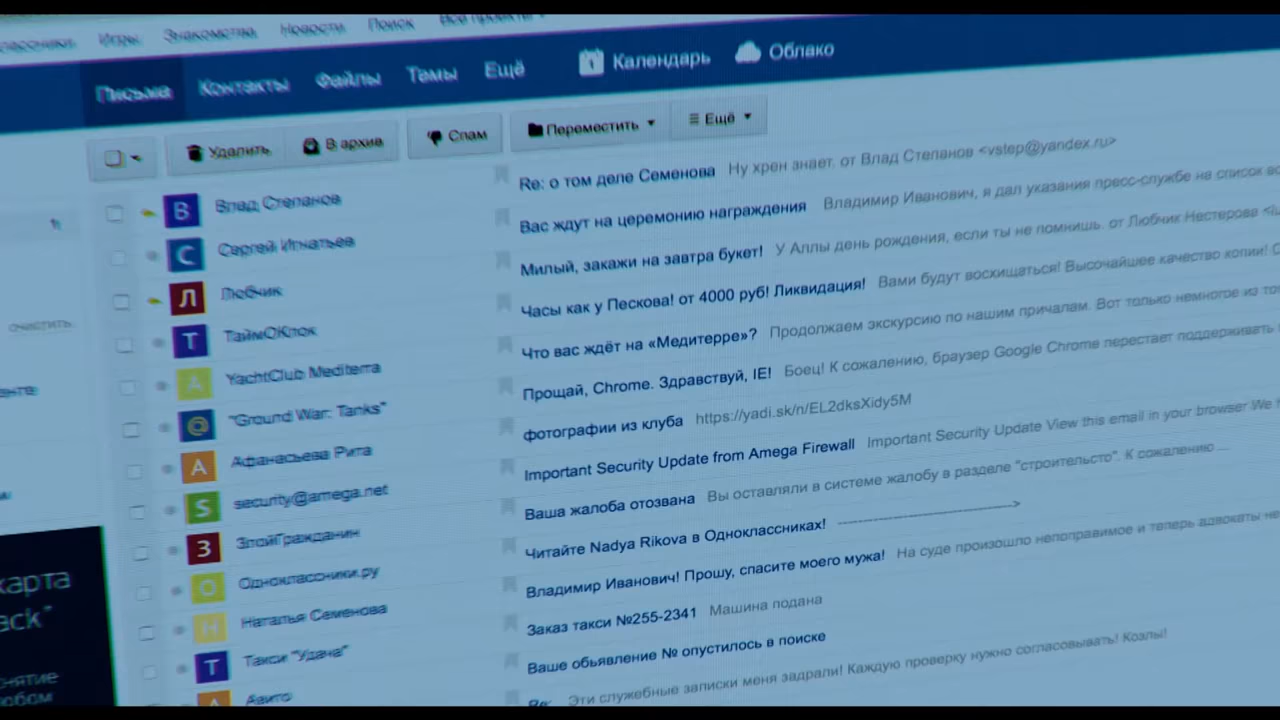 Игры Знакомства Новости Поиск Все проекты
Письма Контакты Файлы Темы Ещё Календарь Облако
Удалить В архив Спам Переместить Ещё
В Влад Степанов Re: о том деле Семенова Ну хрен знает. от Влад Степанов <vstep@yandex.ru>
С Сергей Игнатьев Вас ждут на церемонию награждения Владимир Иванович, я дал указания пресс-службе на список
Л Любчик Милый, закажи на завтра букет! У Аллы день рождения, если ты не помнишь. от Любчик Нестерова
Т ТаймОКлок Часы как у Пескова! от 4000 руб! Ликвидация! Вами будут восхищаться! Высочайшее качество копии!
A YachtClub Mediterra Что вас ждёт на «Медитерре»? Продолжаем экскурсию по нашим причалам. Вот только немногое из
@ "Ground War: Tanks" Прощай, Chrome. Здравствуй, IE! Боец! К сожалению, браузер Google Chrome перестает поддерживать
А Афанасьева Рита фотографии из клуба https://yadi.sk/n/EL2dksXidy5M
S security@amega.net Important Security Update from Amega Firewall Important Security Update View this email in your browser We
З ЗлойГражданин Ваша жалоба отозвана Вы оставляли в системе жалобу в разделе "строительсто". К сожалению ...
О Одноклассники.ру Читайте Nadya Rikova в Одноклассниках! ---------------------------------->
Н Наталья Семенова Владимир Иванович! Прошу, спасите моего мужа! На суде произошло непоправимое и теперь адвокаты
Т Такси "Удача" Заказ такси №255-2341 Машина подана
А Авито Ваше обьявление № опустилось в поиске
Re: Эти служебные записки меня задрали! Каждую проверку нужно согласовывать! Козлы!
очистить
карта